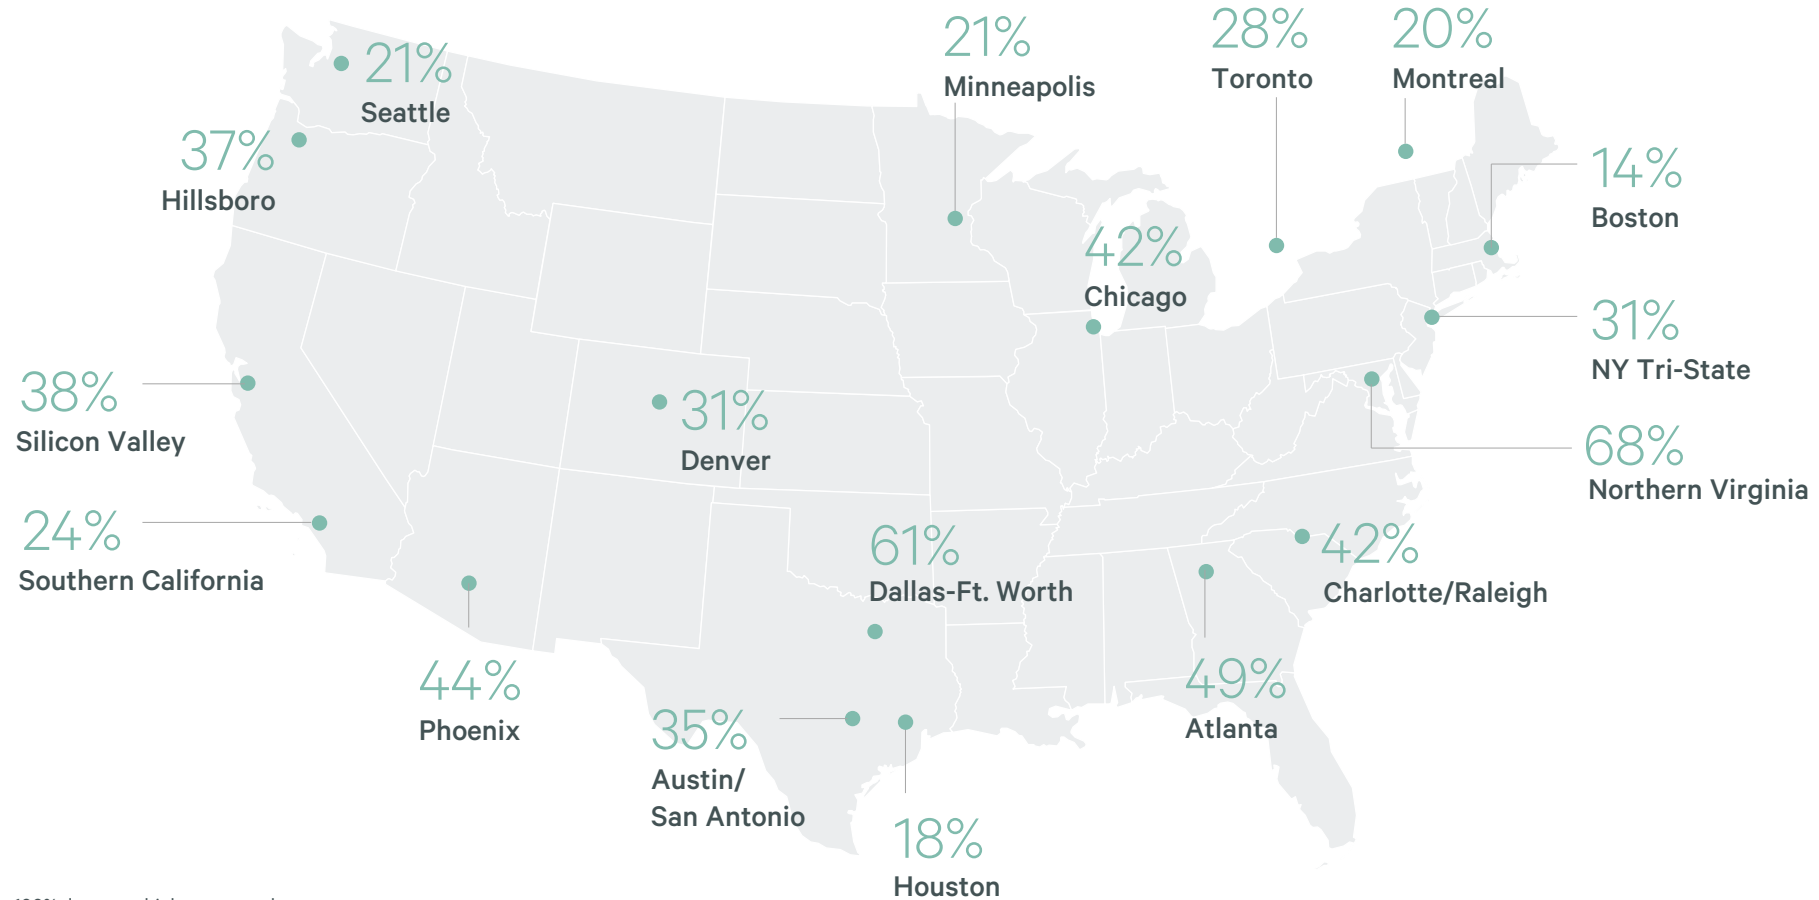 21%
Seattle
37%
Hillsboro
21%
Minneapolis
28%
Toronto
20%
Montreal
14%
Boston
42%
Chicago
31%
NY Tri-State
38%
Silicon Valley
31%
Denver
68%
Northern Virginia
24%
Southern California
61%
Dallas-Ft. Worth
42%
Charlotte/Raleigh
44%
Phoenix
35%
Austin/
San Antonio
49%
Atlanta
18%
Houston